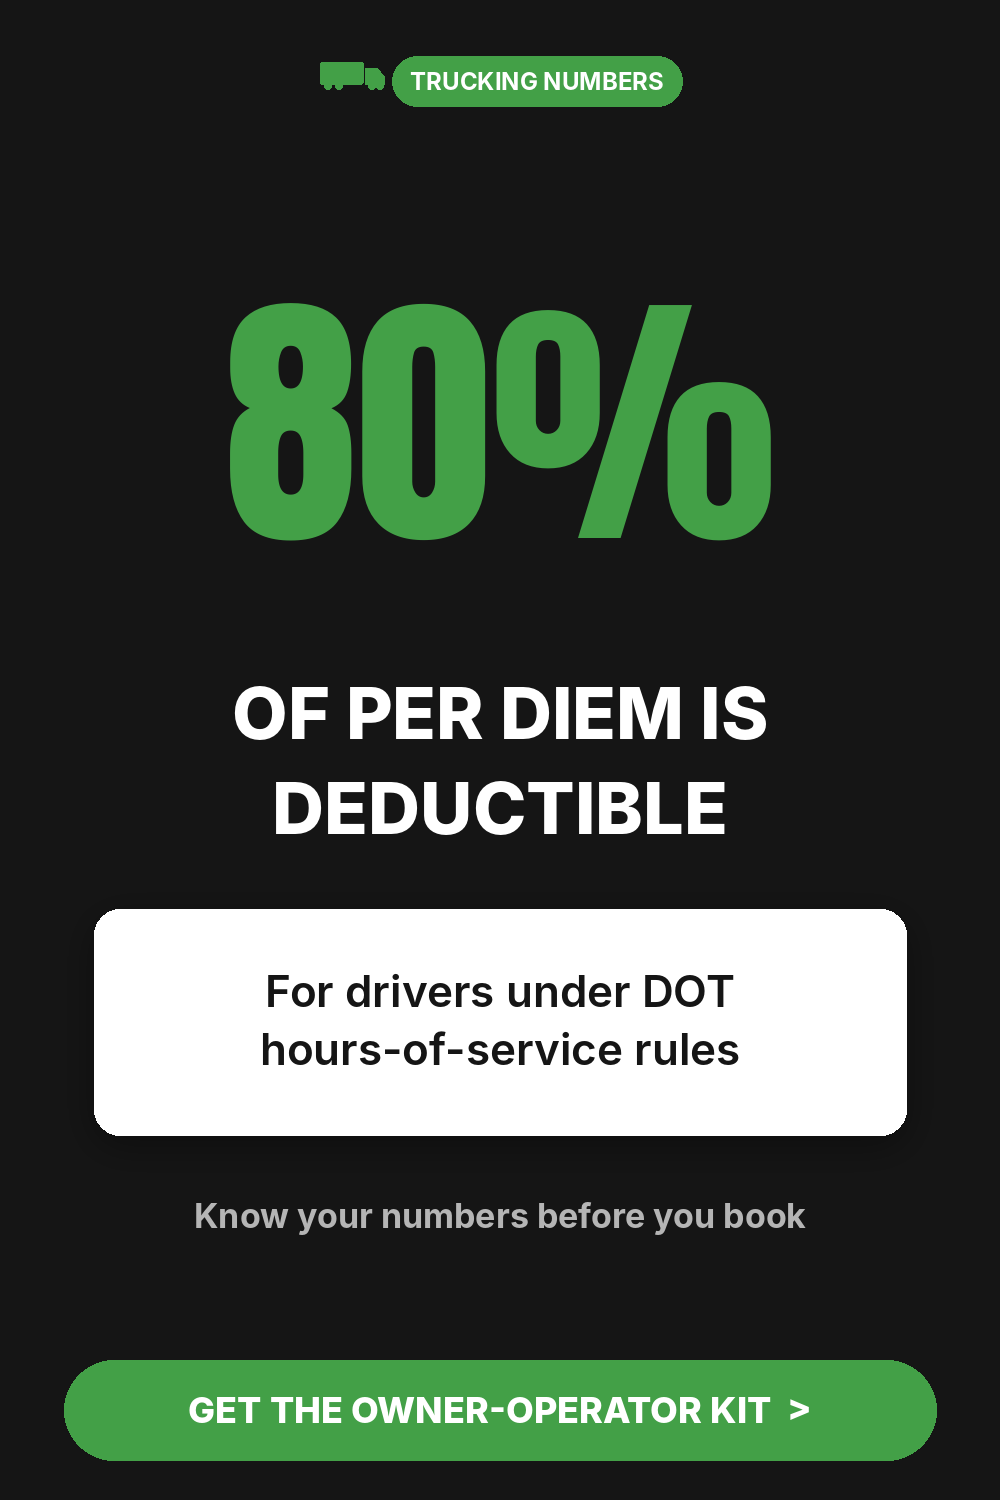 TRUCKING NUMBERS
80%
OF PER DIEM IS
DEDUCTIBLE
For drivers under DOT
hours-of-service rules
Know your numbers before you book
GET THE OWNER-OPERATOR KIT >